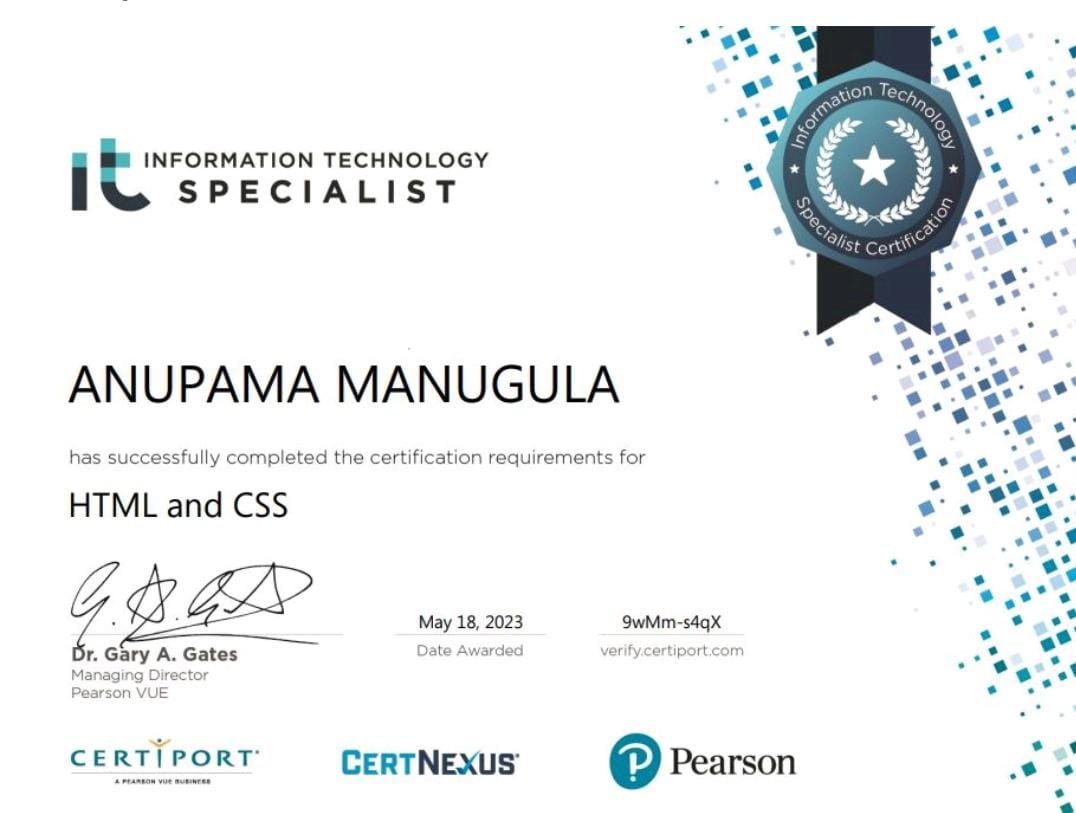 it INFORMATION TECHNOLOGY
SPECIALIST
Information Technology
Specialist Certification
ANUPAMA MANUGULA
has successfully completed the certification requirements for
HTML and CSS
Dr. Gary A. Gates
Managing Director
Pearson VUE
May 18, 2023
Date Awarded
9wMm-s4qX
verify.certiport.com
CERTIPORT
A PEARSON VUE BUSINESS
CERTNEXUS
P Pearson